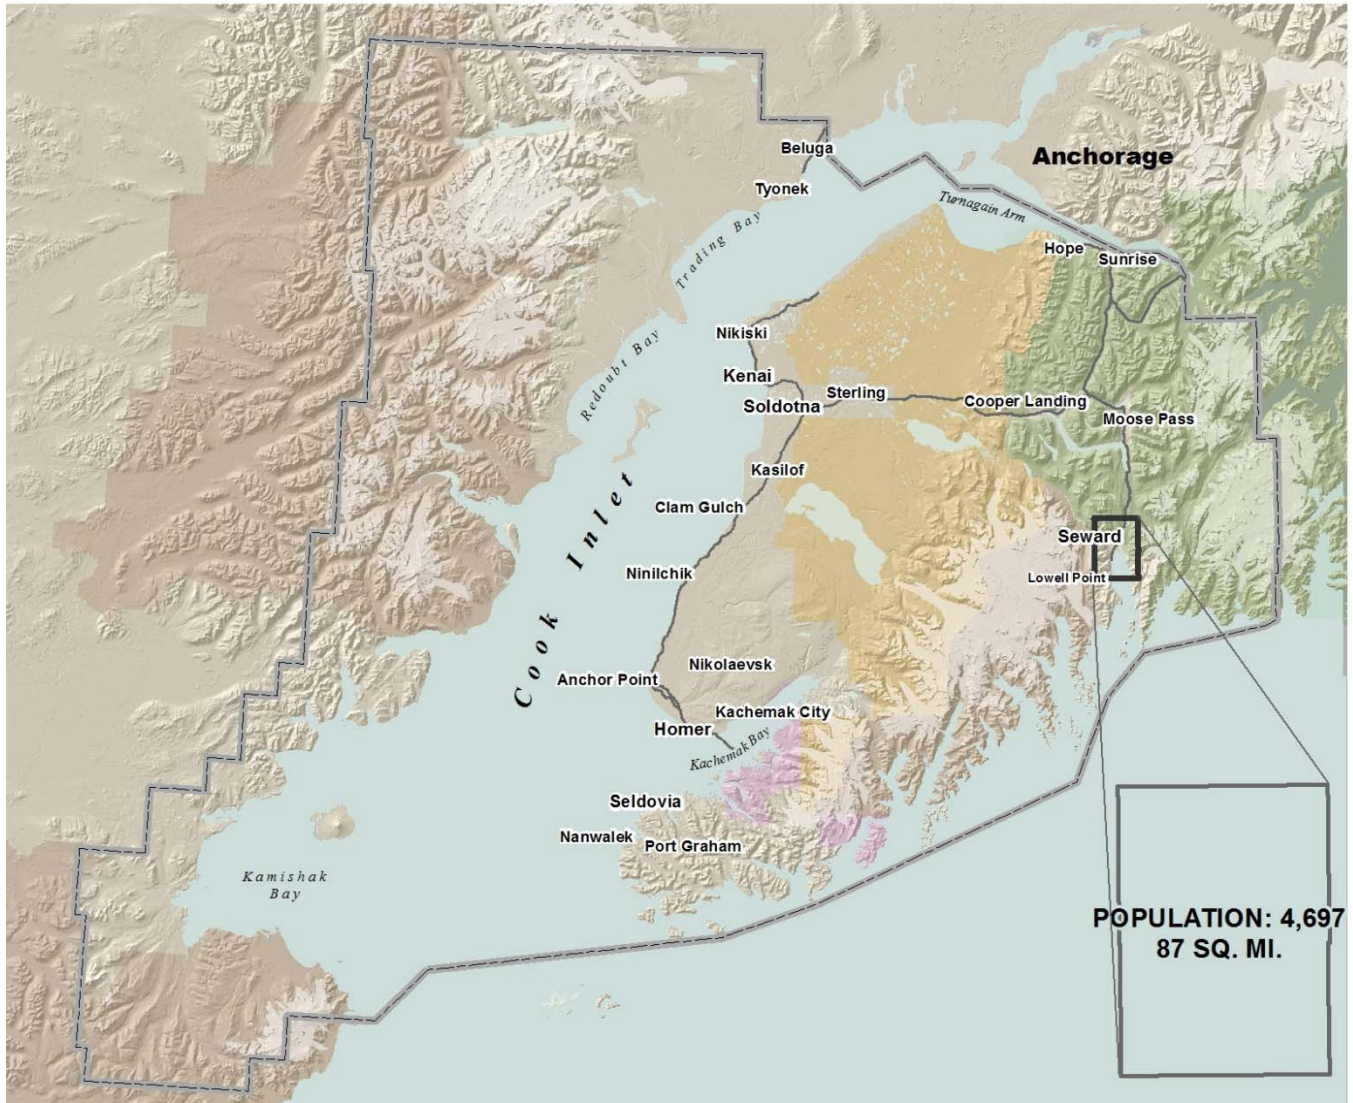 Beluga
Anchorage
Tyonek
Turnagain Arm
Trading Bay
Hope
Sunrise
Nikiski
Redoubt Bay
Kenai
Sterling
Soldotna
Cooper Landing
Moose Pass
Kasilof
Cook Inlet
Clam Gulch
Seward
Ninilchik
Lowell Point
Nikolaevsk
Anchor Point
Kachemak City
Homer
Kachemak Bay
Seldovia
Nanwalek
Port Graham
Kamishak
Bay
POPULATION: 4,697
87 SQ. MI.